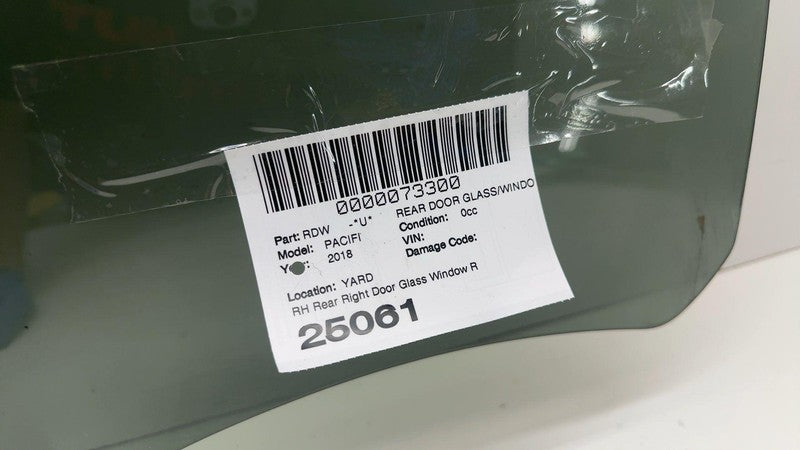 0000073300
Part: RDW -*U* REAR DOOR GLASS/WINDO
Model: PACIFI Condition: 0cc
Y r: 2018 VIN:
Damage Code:
Location: YARD
RH Rear Right Door Glass Window R
25061